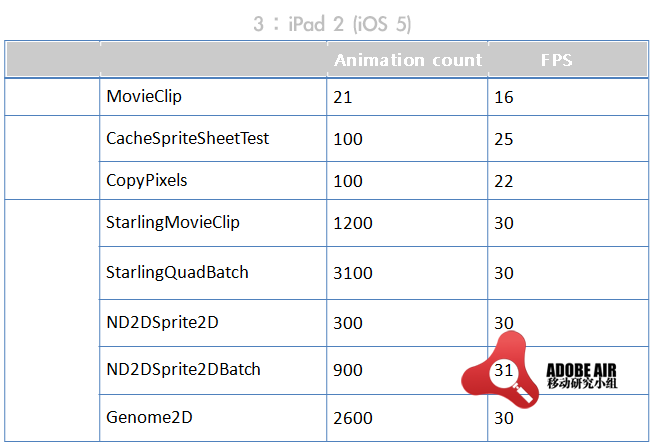 3：iPad 2 (iOS 5)
Animation count FPS
MovieClip 21 16
CacheSpriteSheetTest 100 25
CopyPixels 100 22
StarlingMovieClip 1200 30
StarlingQuadBatch 3100 30
ND2DSprite2D 300 30
ND2DSprite2DBatch 900 31
ADOBE AIR
移动研究小组
Genome2D 2600 30